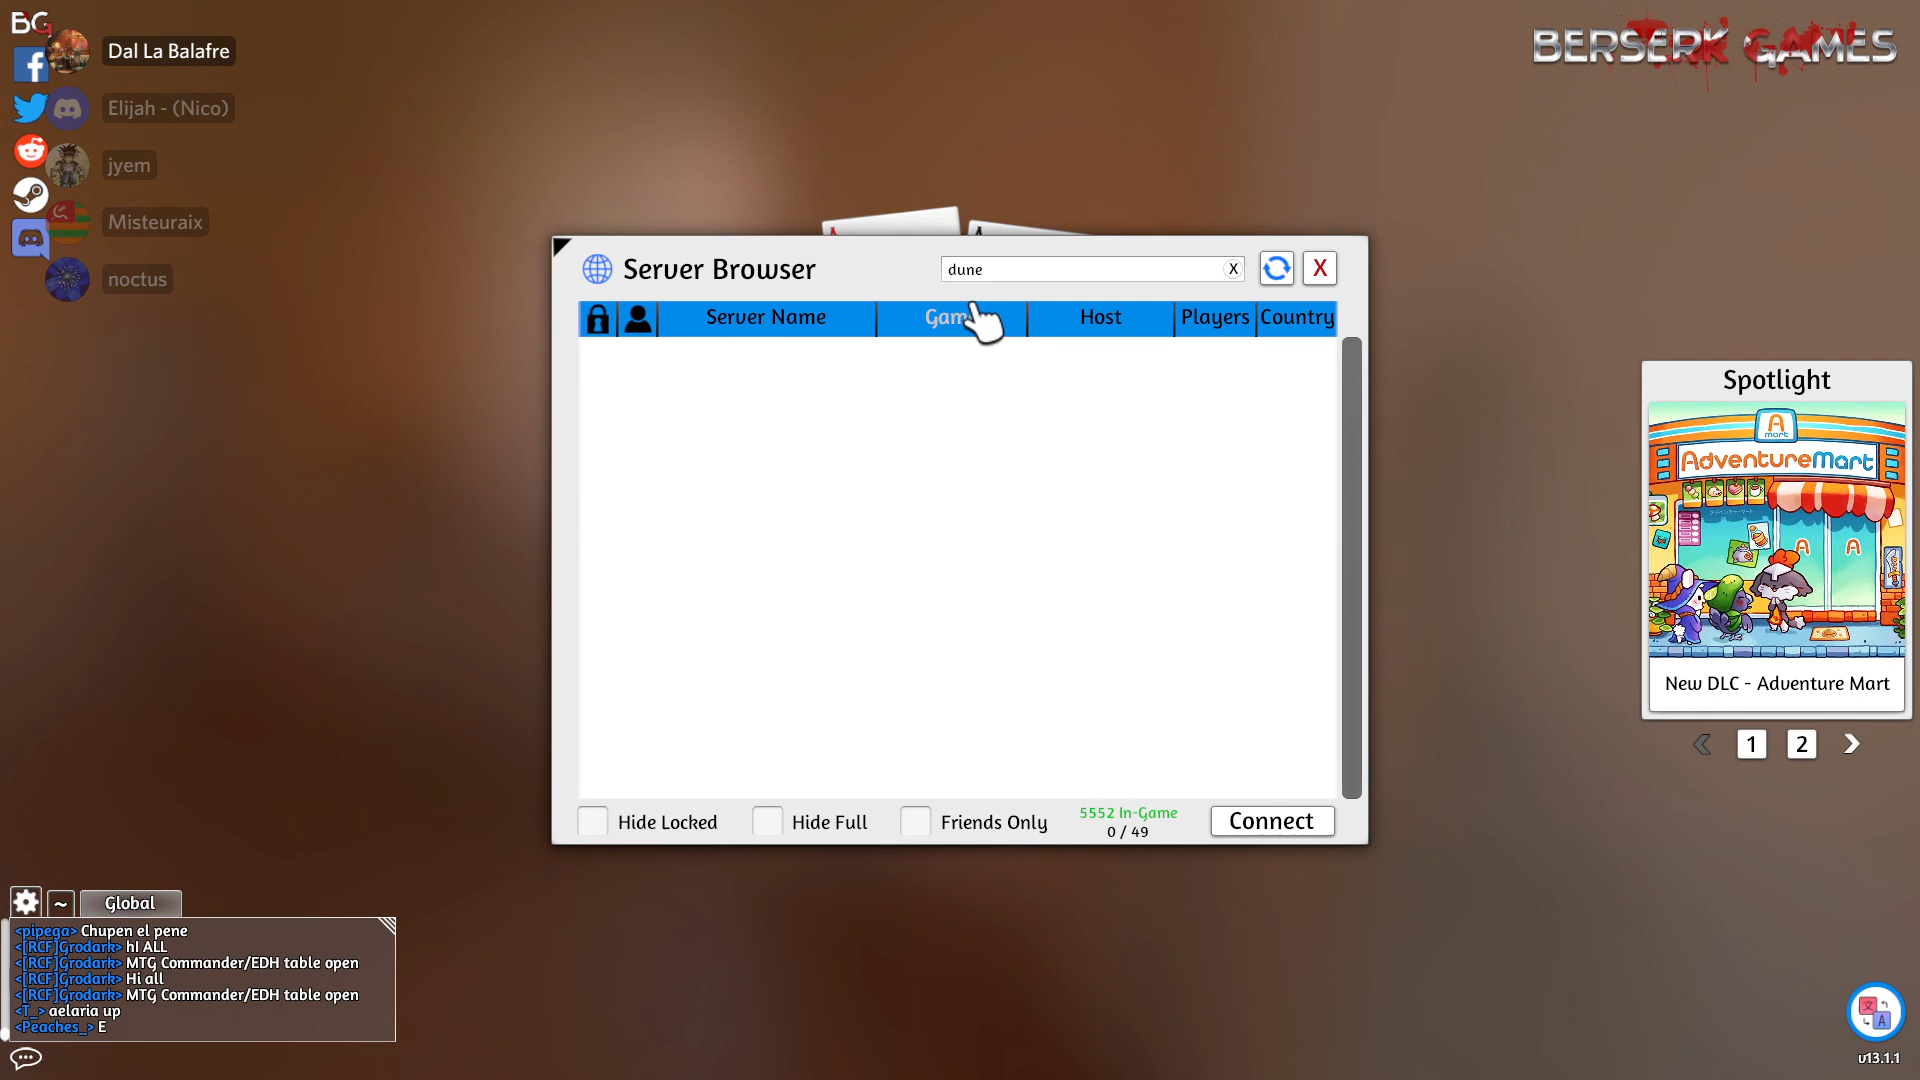 BG
Dal La Balafre
Elijah - (Nico)
jyem
Misteuraix
noctus
BERSERK GAMES
Server Browser
dune
X
X
Server Name
Gam
Host
Players
Country
Hide Locked
Hide Full
Friends Only
5552 In-Game
0 / 49
Connect
Spotlight
A
mart
AdventureMart
A
A
New DLC - Adventure Mart
1
2
~
Global
<pipega> Chupen el pene
<[RCF]Grodark> hI ALL
<[RCF]Grodark> MTG Commander/EDH table open
<[RCF]Grodark> Hi all
<[RCF]Grodark> MTG Commander/EDH table open
<T_> aelaria up
<Peaches_> E
文
A
v13.1.1